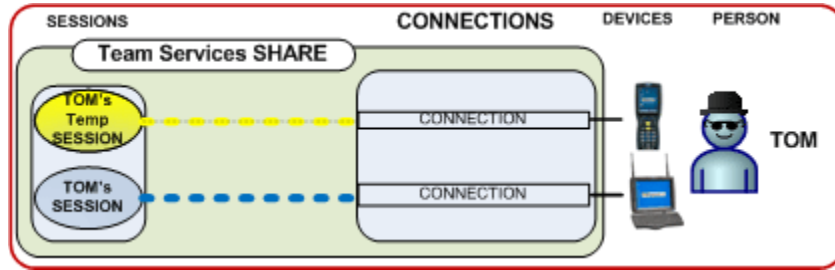 SESSIONS
CONNECTIONS
DEVICES
PERSON
Team Services SHARE
TOM's
Temp
SESSION
CONNECTION
TOM
TOM's
SESSION
CONNECTION